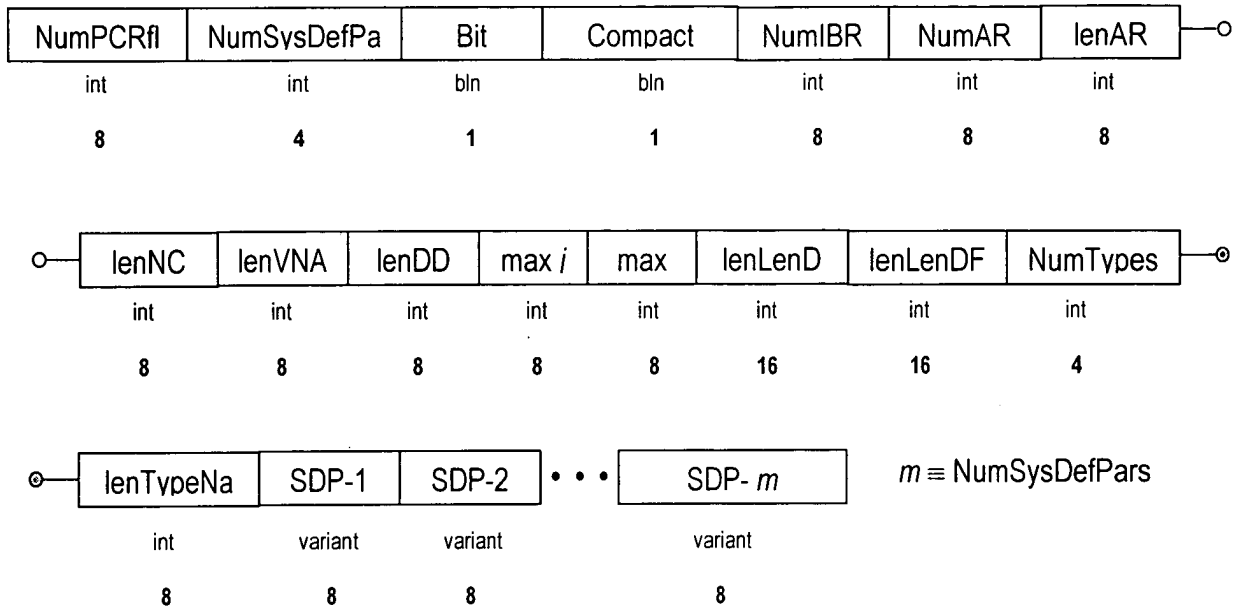 NumPCRfl NumSysDefPa Bit Compact NumIBR NumAR lenAR
int int bln bln int int int
8 4 1 1 8 8 8
lenNC lenVNA lenDD max i max lenLenD lenLenDF NumTypes
int int int int int int int int
8 8 8 8 8 16 16 4
lenTypeNa SDP-1 SDP-2 • • • SDP- m m ≡ NumSysDefPars
int variant variant variant
8 8 8 8